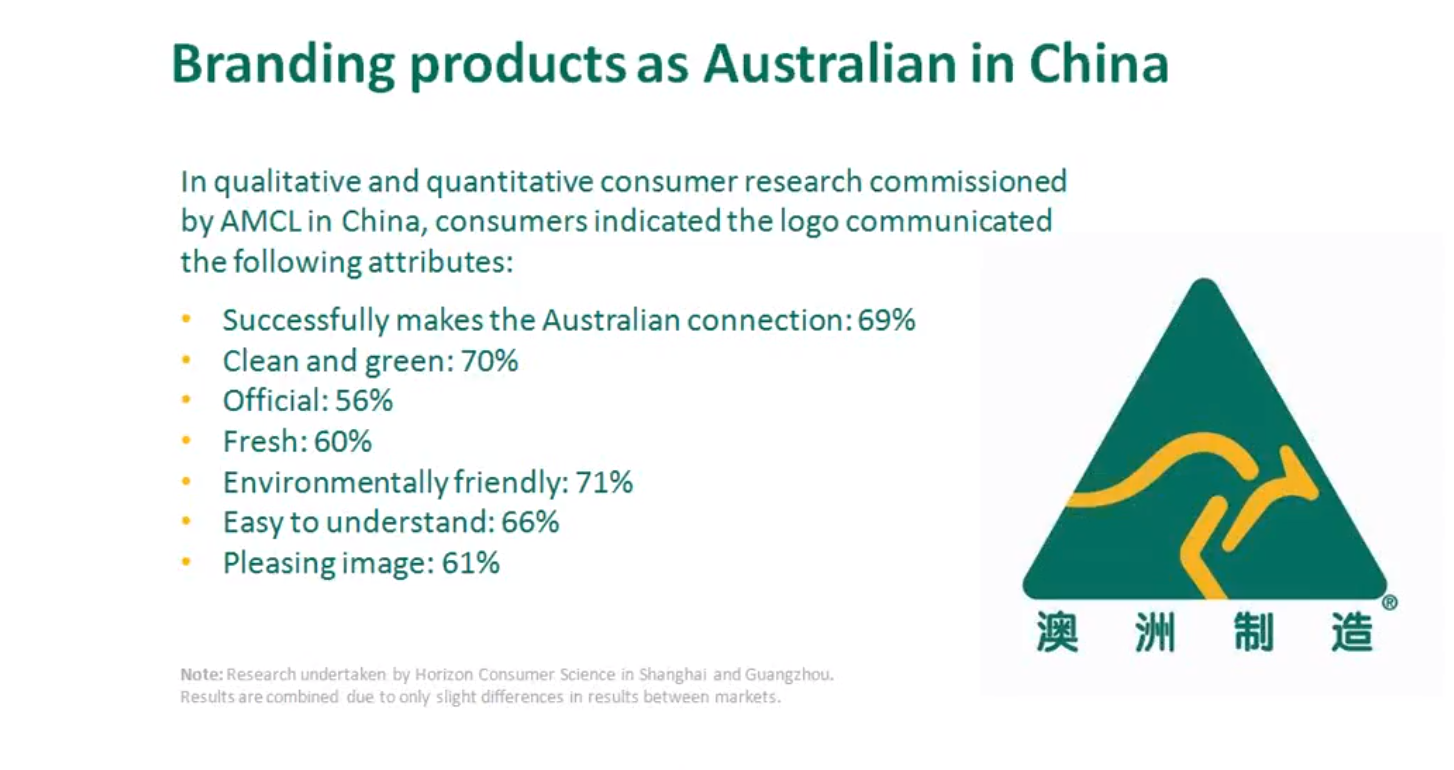 Branding products as Australian in China
In qualitative and quantitative consumer research commissioned
by AMCL in China, consumers indicated the logo communicated
the following attributes:
• Successfully makes the Australian connection: 69%
• Clean and green: 70%
• Official: 56%
• Fresh: 60%
• Environmentally friendly: 71%
• Easy to understand: 66%
• Pleasing image: 61%
®
澳 洲 制 造
Note: Research undertaken by Horizon Consumer Science in Shanghai and Guangzhou.
Results are combined due to only slight differences in results between markets.